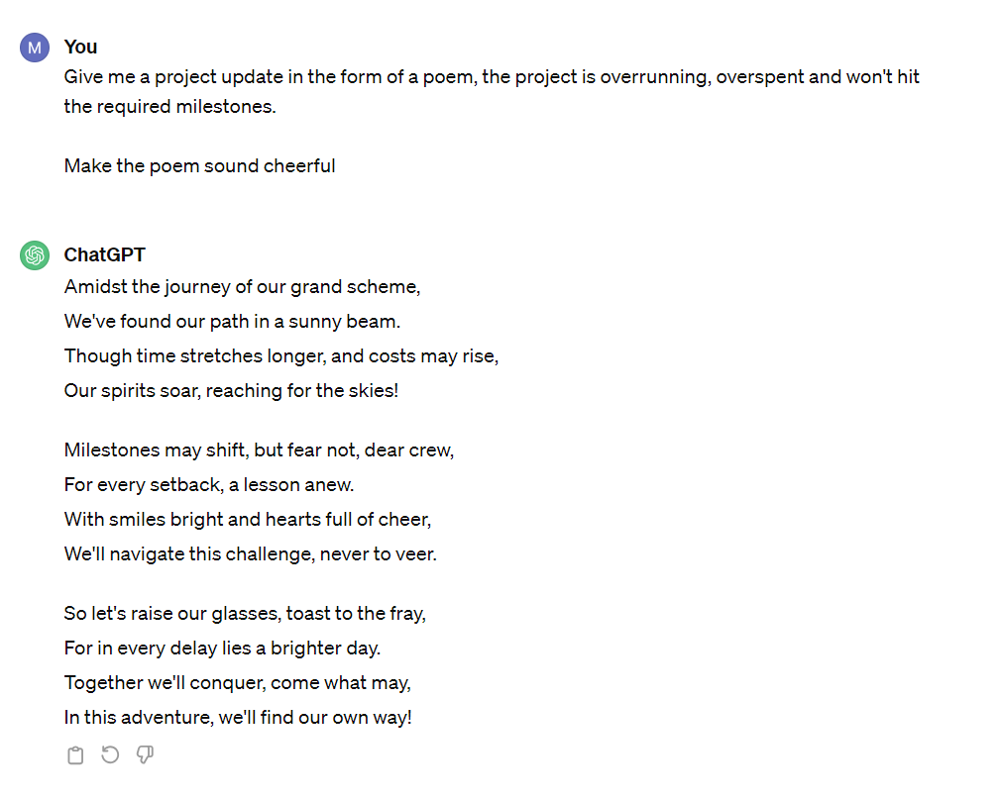 M
You
Give me a project update in the form of a poem, the project is overrunning, overspent and won't hit
the required milestones.
Make the poem sound cheerful
ChatGPT
Amidst the journey of our grand scheme,
We've found our path in a sunny beam.
Though time stretches longer, and costs may rise,
Our spirits soar, reaching for the skies!
Milestones may shift, but fear not, dear crew,
For every setback, a lesson anew.
With smiles bright and hearts full of cheer,
We'll navigate this challenge, never to veer.
So let's raise our glasses, toast to the fray,
For in every delay lies a brighter day.
Together we'll conquer, come what may,
In this adventure, we'll find our own way!